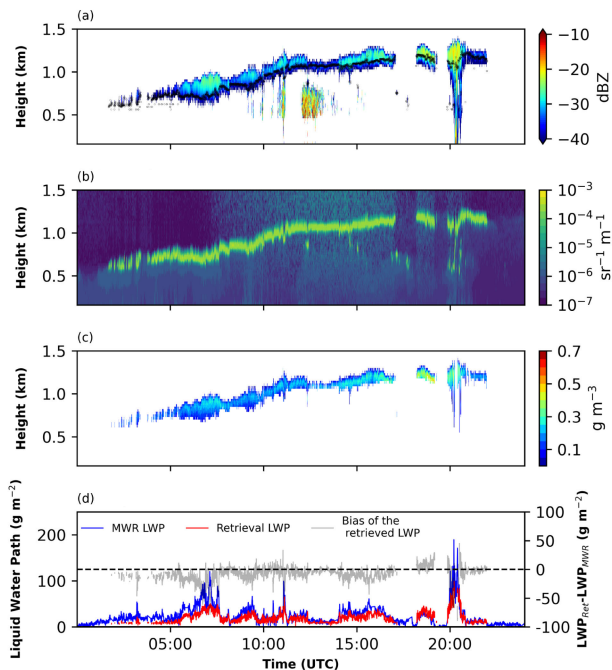 (a)
Height (km)
1.5
1.0
0.5
−10
−20
−30
−40
dBZ
(b)
Height (km)
1.5
1.0
0.5
10−3
10−4
10−5
10−6
10−7
sr−1 m−1
(c)
Height (km)
1.5
1.0
0.5
0.7
0.5
0.3
0.1
g m−3
(d)
Liquid Water Path (g m−2)
200
100
0
MWR LWP
Retrieval LWP
Bias of the
retrieved LWP
100
50
0
−50
−100
LWPRet-LWPMWR (g m−2)
05:00 10:00 15:00 20:00
Time (UTC)